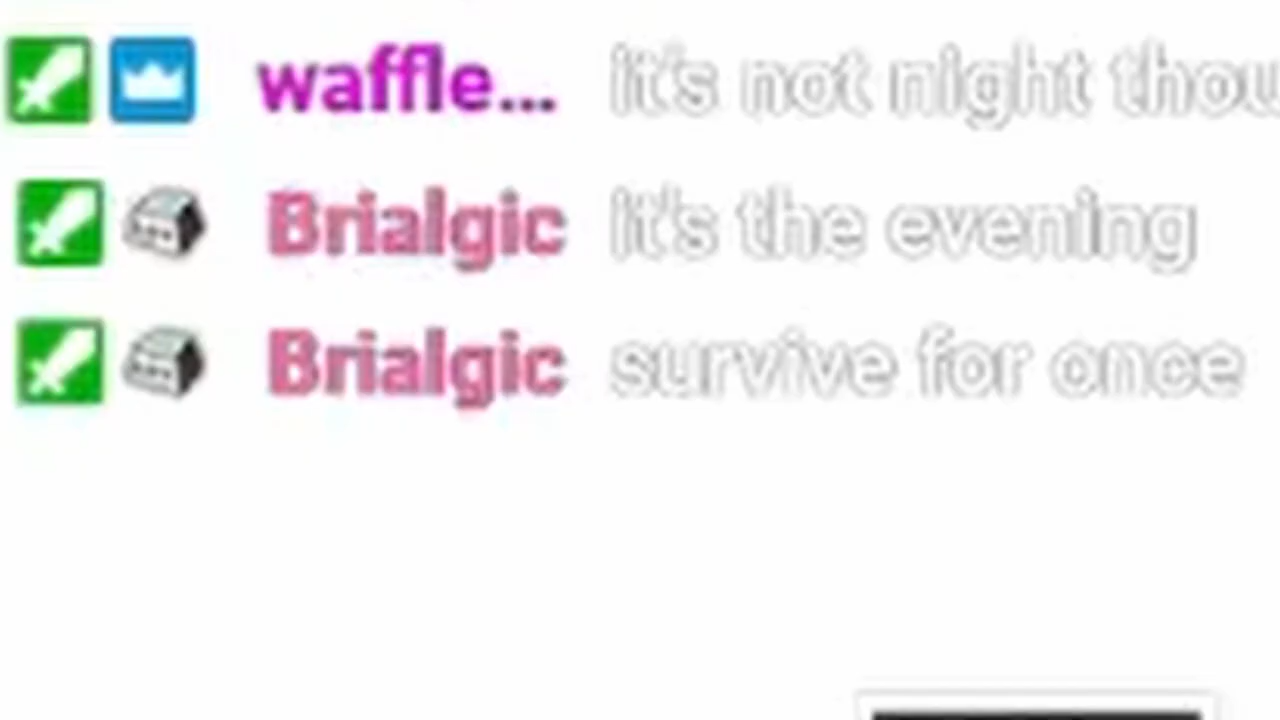 waffle... it's not night thou
Brialgic it's the evening
Brialgic survive for once